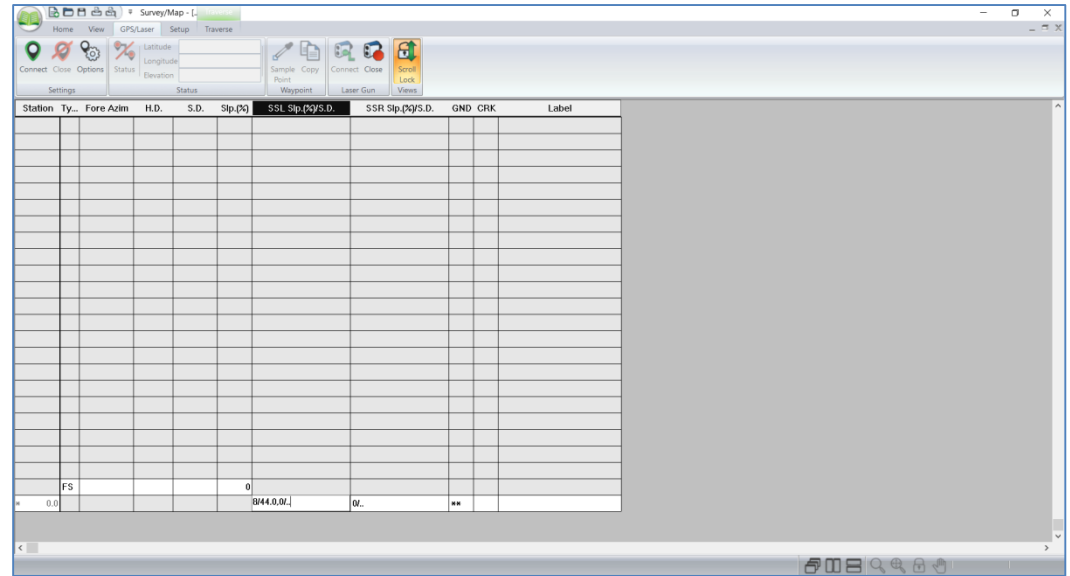 Survey/Map - [.
Home View GPS/Laser Setup Traverse
Connect Close Options Status Latitude
Longitude
Elevation
Sample Point Copy Connect Close Scroll Lock
Settings Status Waypoint Laser Gun Views
Station Ty... Fore Azim H.D. S.D. Slp.(%) SSL Slp.(%)/S.D. SSR Slp.(%)/S.D. GND CRK Label
FS 0
* 0.0 8/44.0,0/.. 0/.. **